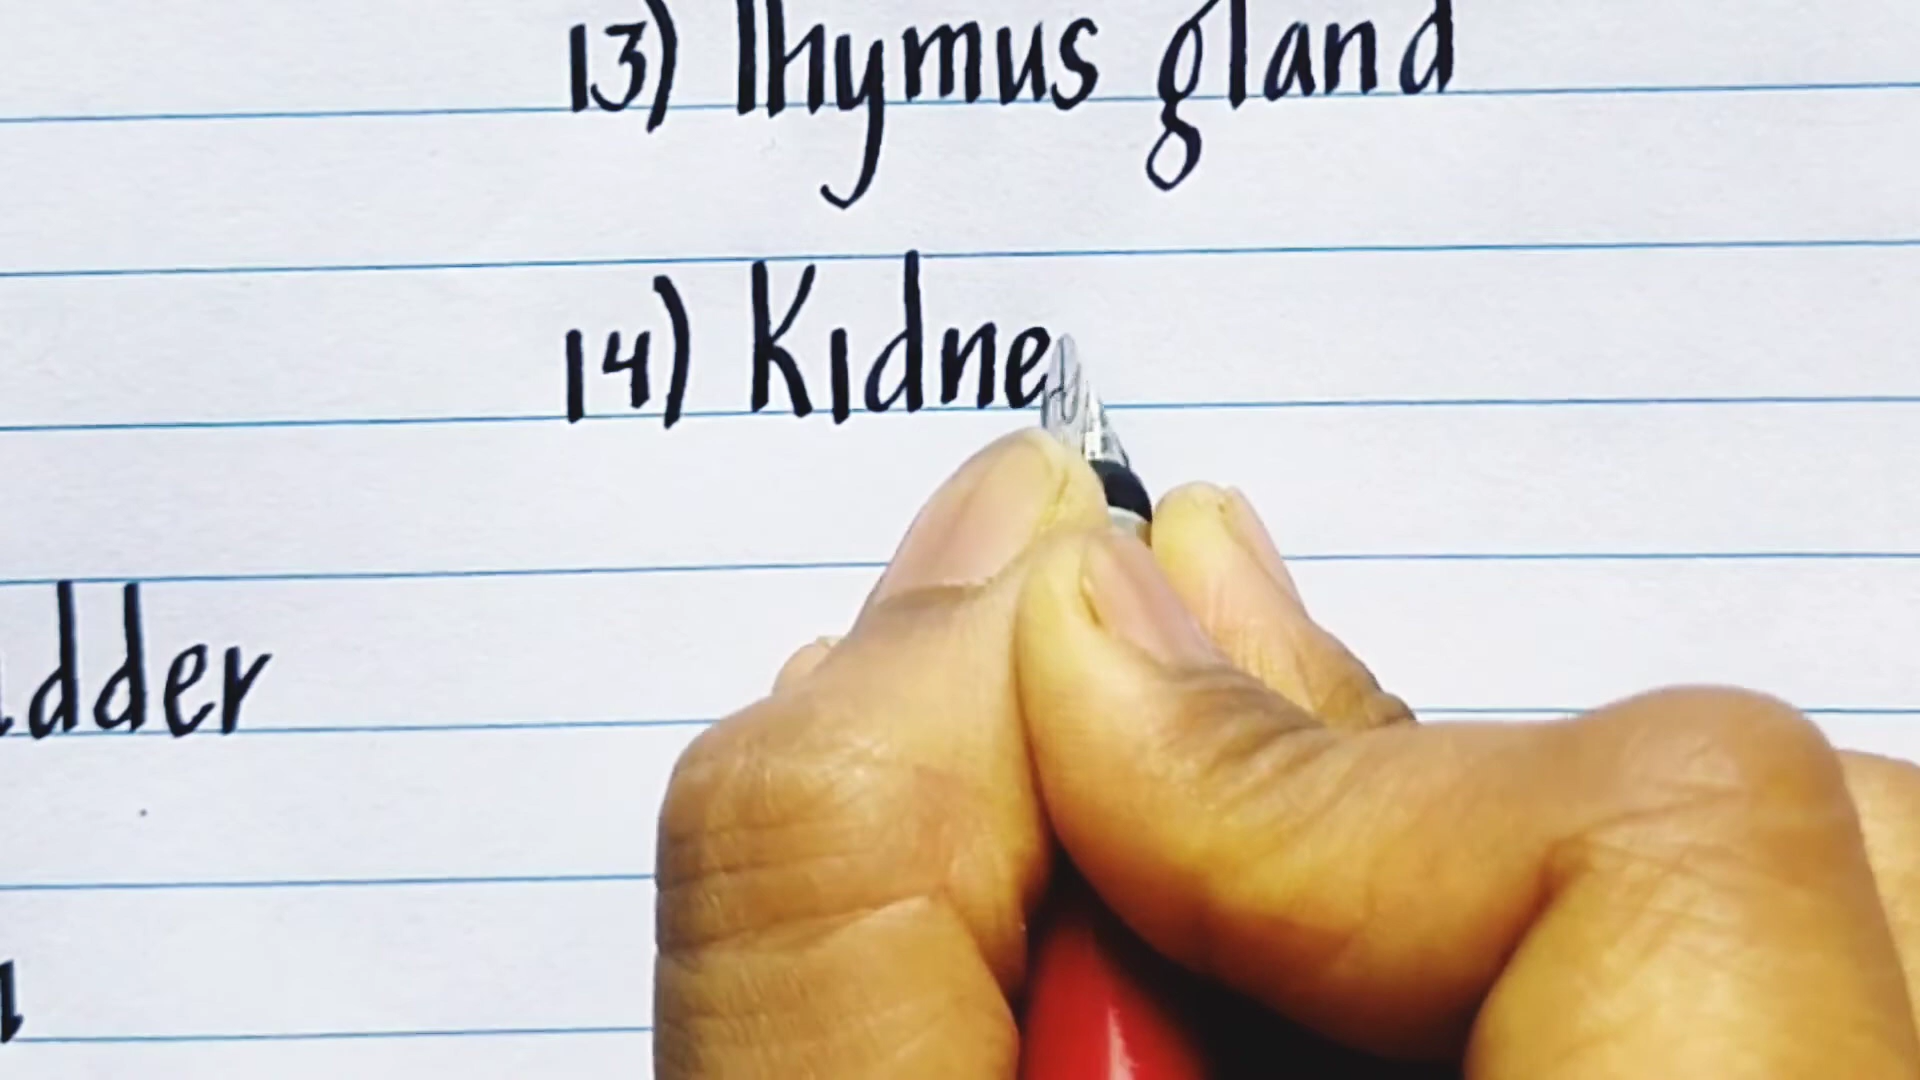 13) Thymus gland
14) Kidne
dder